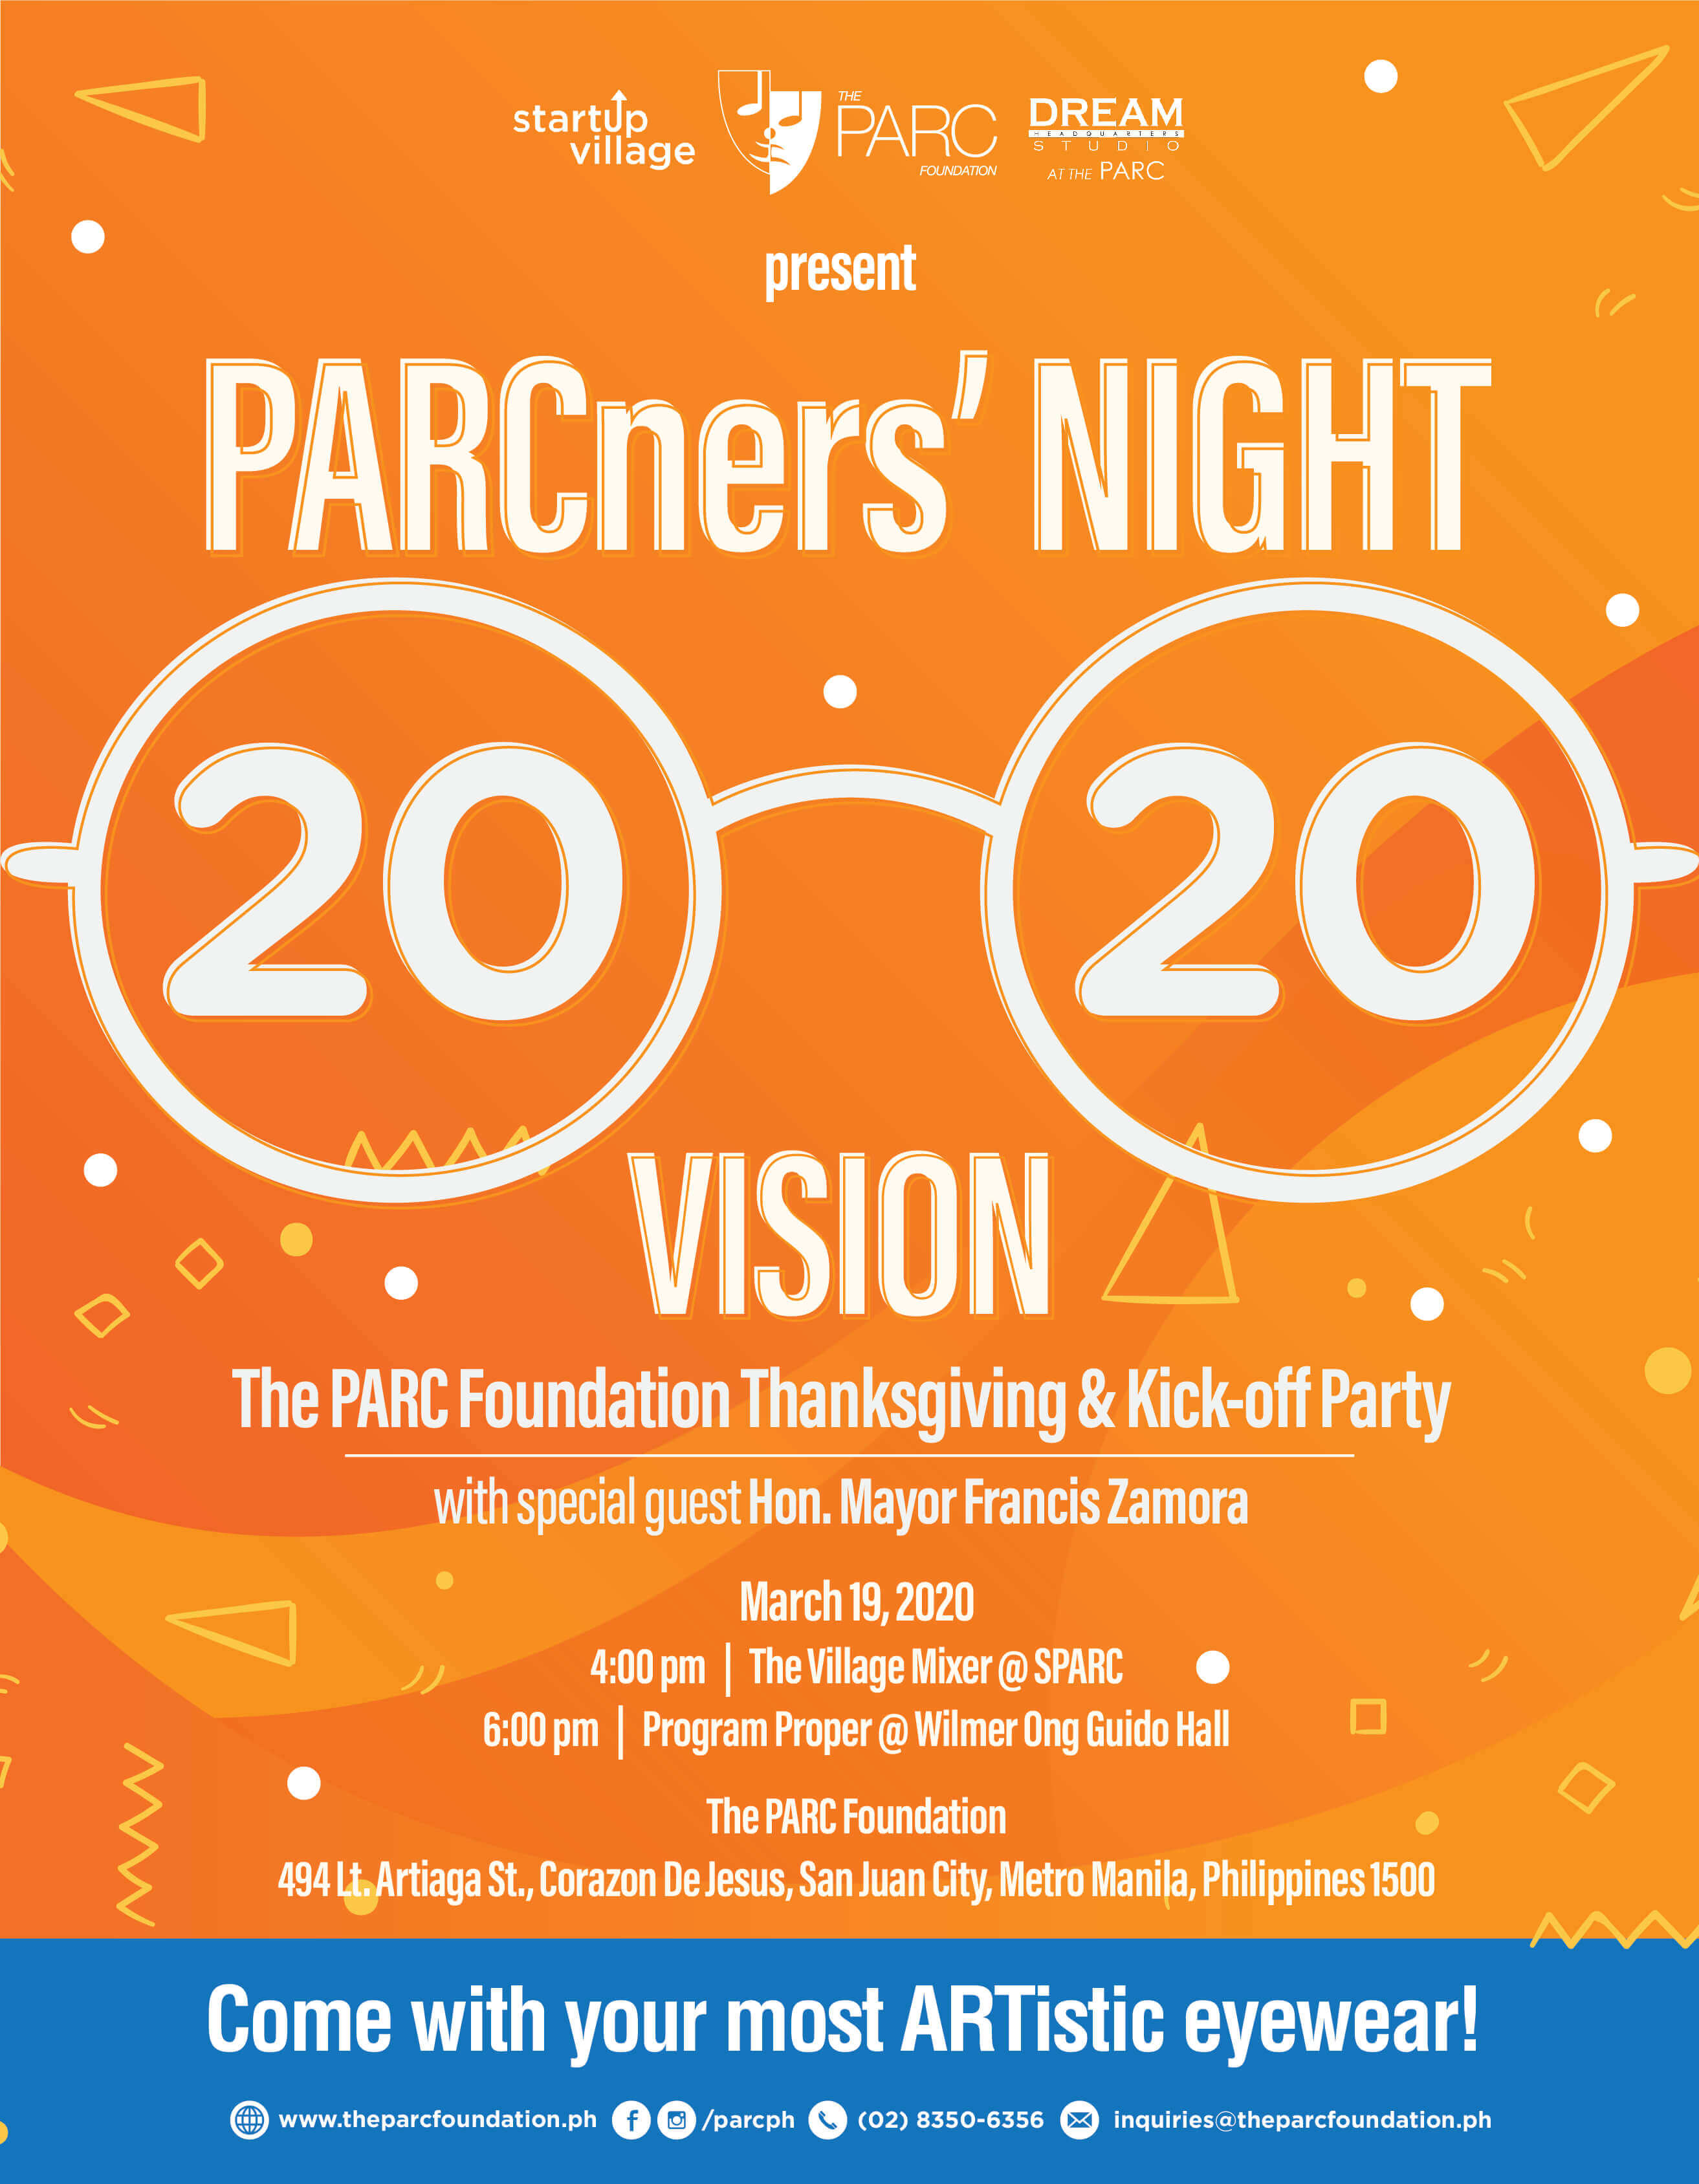 startup
village
THE
PARC
FOUNDATION
DREAM
HEADQUARTERS
STUDIO
AT THE PARC
present
PARCners' NIGHT
20 20
VISION
The PARC Foundation Thanksgiving & Kick-off Party
with special guest Hon. Mayor Francis Zamora
March 19, 2020
4:00 pm | The Village Mixer @ SPARC
6:00 pm | Program Proper @ Wilmer Ong Guido Hall
The PARC Foundation
494 Lt. Artiaga St., Corazon De Jesus, San Juan City, Metro Manila, Philippines 1500
Come with your most ARTistic eyewear!
www.theparcfoundation.ph f /parcph (02) 8350-6356 inquiries@theparcfoundation.ph